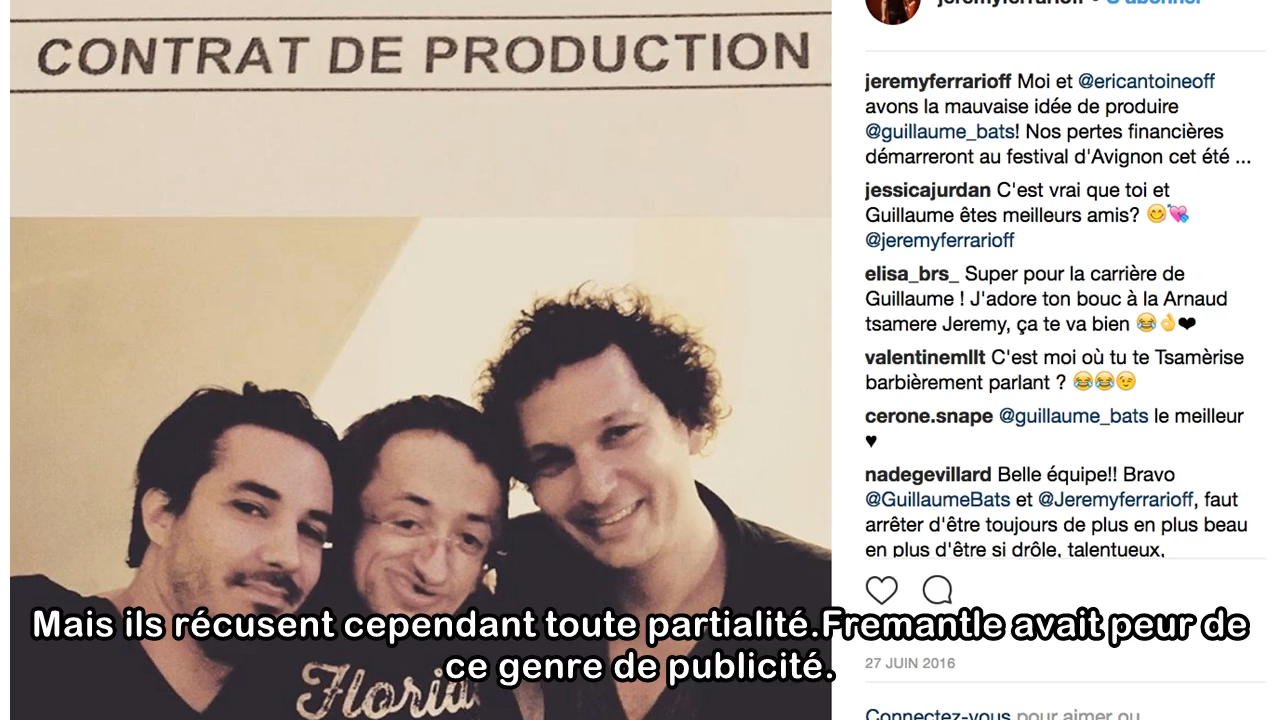 jeremyferrarioff • S'abonner
CONTRAT DE PRODUCTION
jeremyferrarioff Moi et @ericantoineoff
avons la mauvaise idée de produire
@guillaume_bats! Nos pertes financières
démarreront au festival d'Avignon cet été ...
jessicajurdan C'est vrai que toi et
Guillaume êtes meilleurs amis? 😊💘
@jeremyferrarioff
elisa_brs_ Super pour la carrière de
Guillaume ! J'adore ton bouc à la Arnaud
tsamere Jeremy, ça te va bien 😂👌❤
valentinemllt C'est moi où tu te Tsamèrise
barbièrement parlant ? 😂😂😉
cerone.snape @guillaume_bats le meilleur
♥
nadegevillard Belle équipe!! Bravo
@GuillaumeBats et @Jeremyferrarioff, faut
arrêter d'être toujours de plus en plus beau
en plus d'être si drôle, talentueux,
Mais ils récusent cependant toute partialité.Fremantle avait peur de
ce genre de publicité.
27 JUIN 2016
Florid
Connectez-vous pour aimer ou